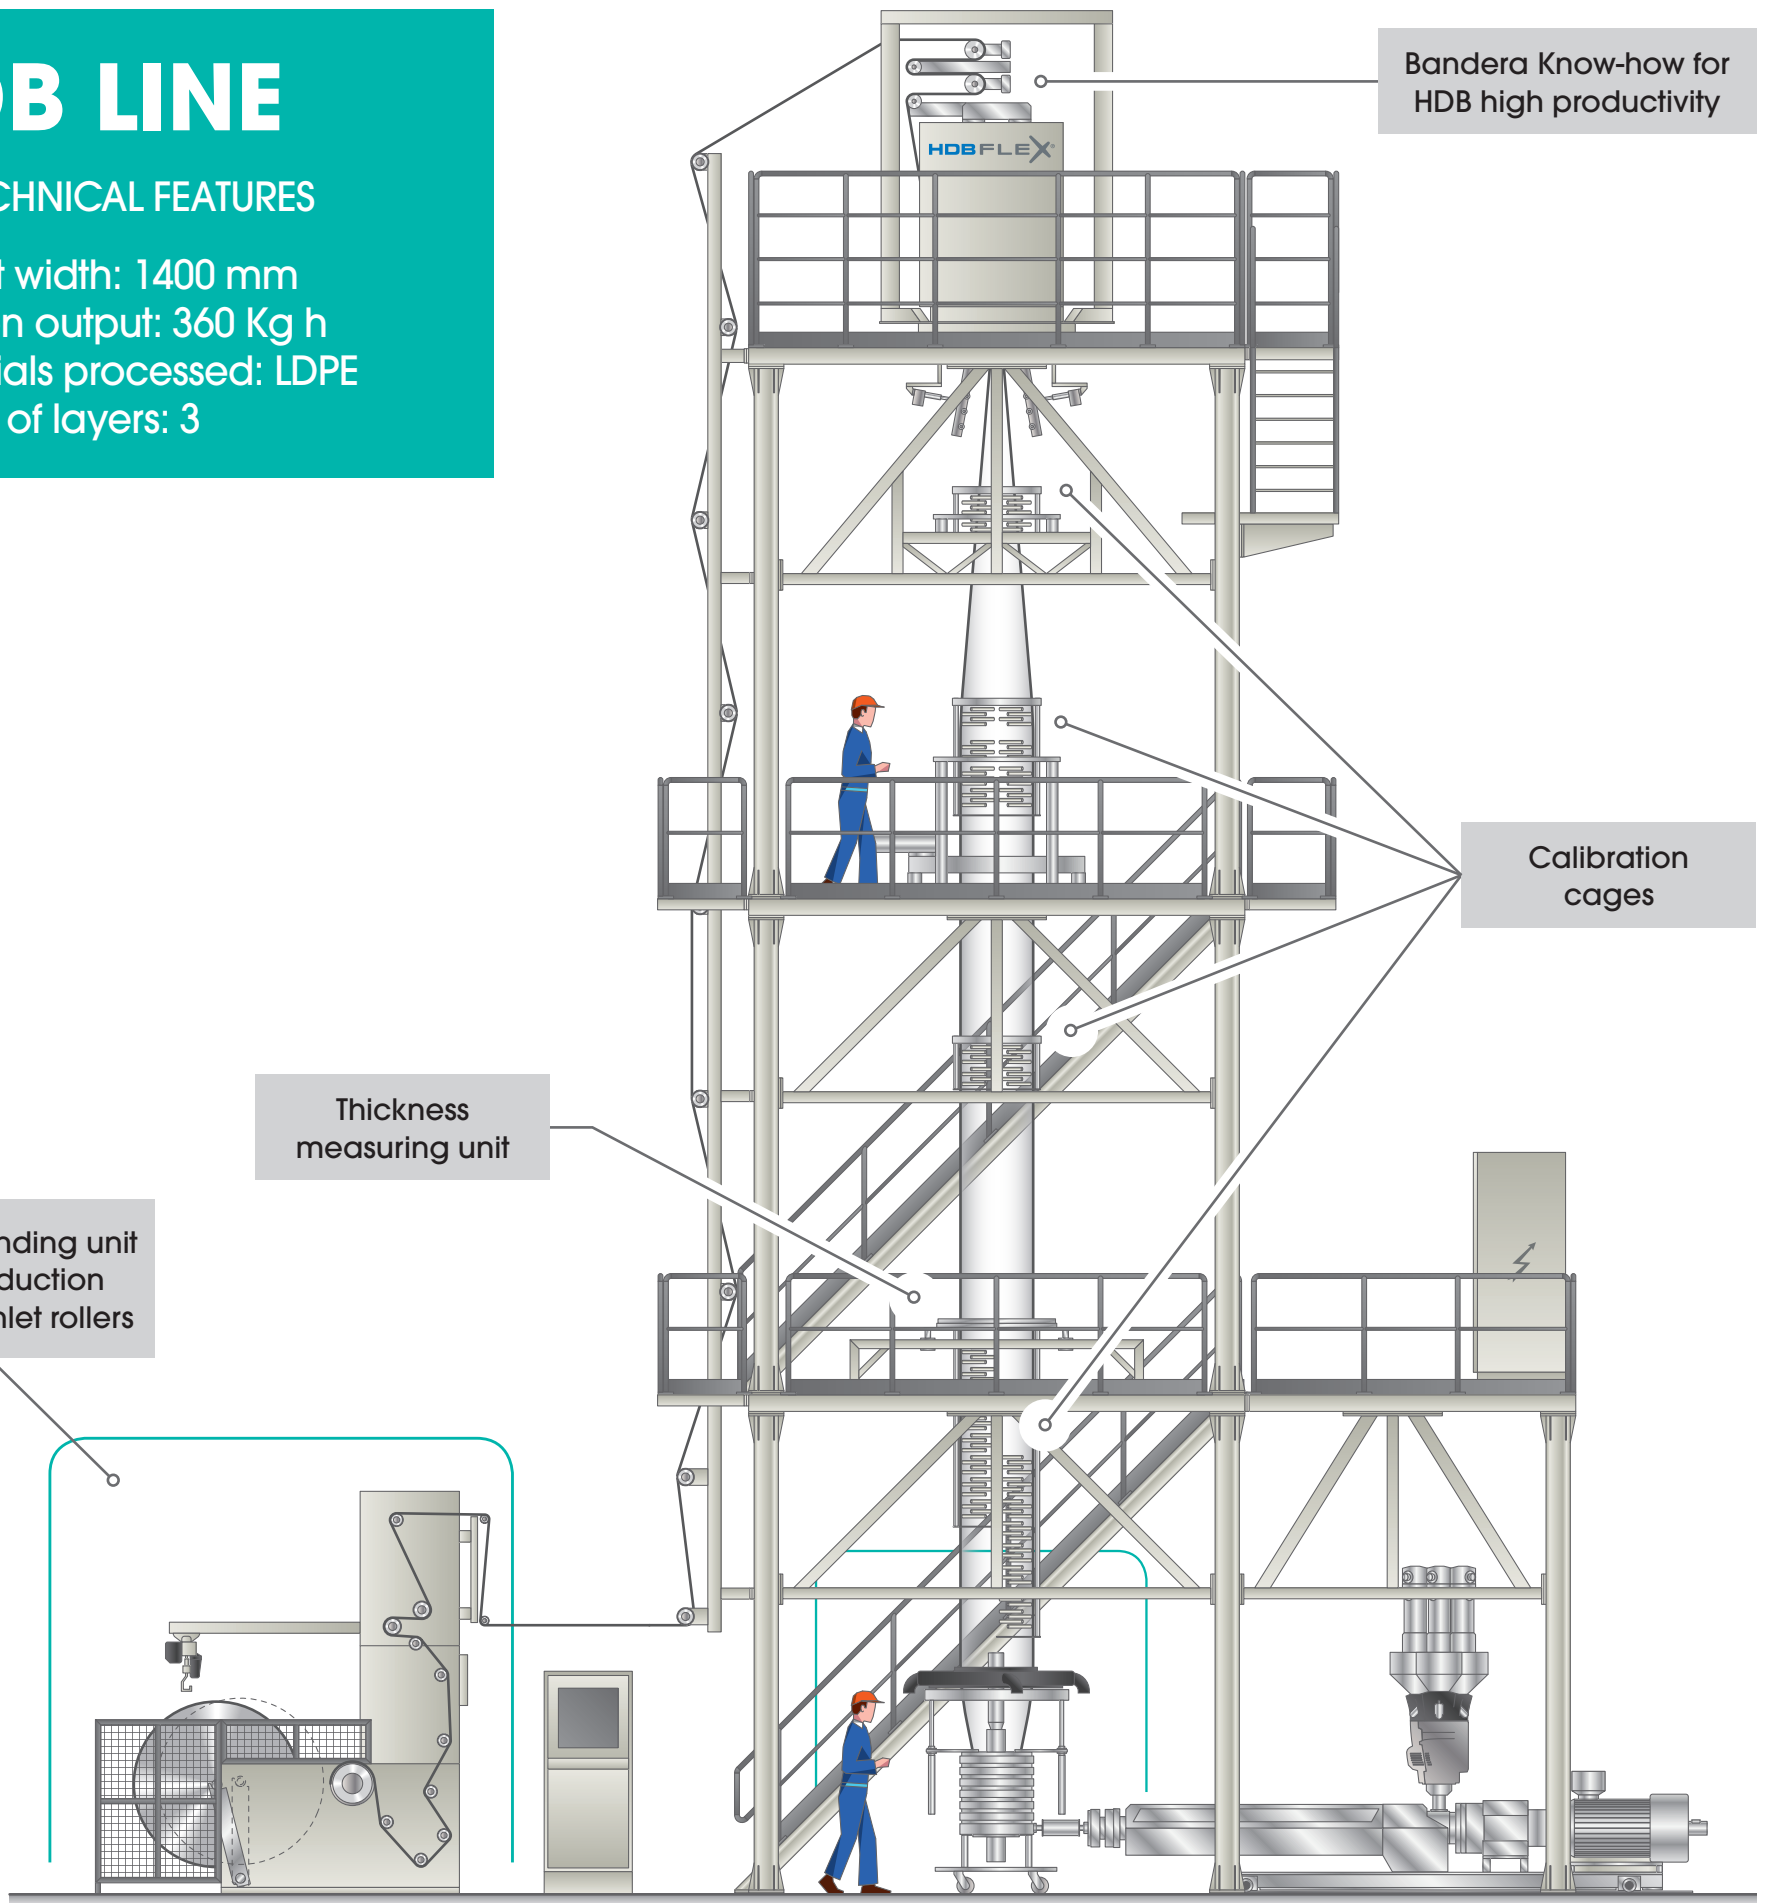 DB LINE
CHNICAL FEATURES
t width: 1400 mm
n output: 360 Kg h
ials processed: LDPE
of layers: 3
Bandera Know-how for
HDB high productivity
HDBFLEX®
Calibration
cages
Thickness
measuring unit
nding unit
duction
nlet rollers